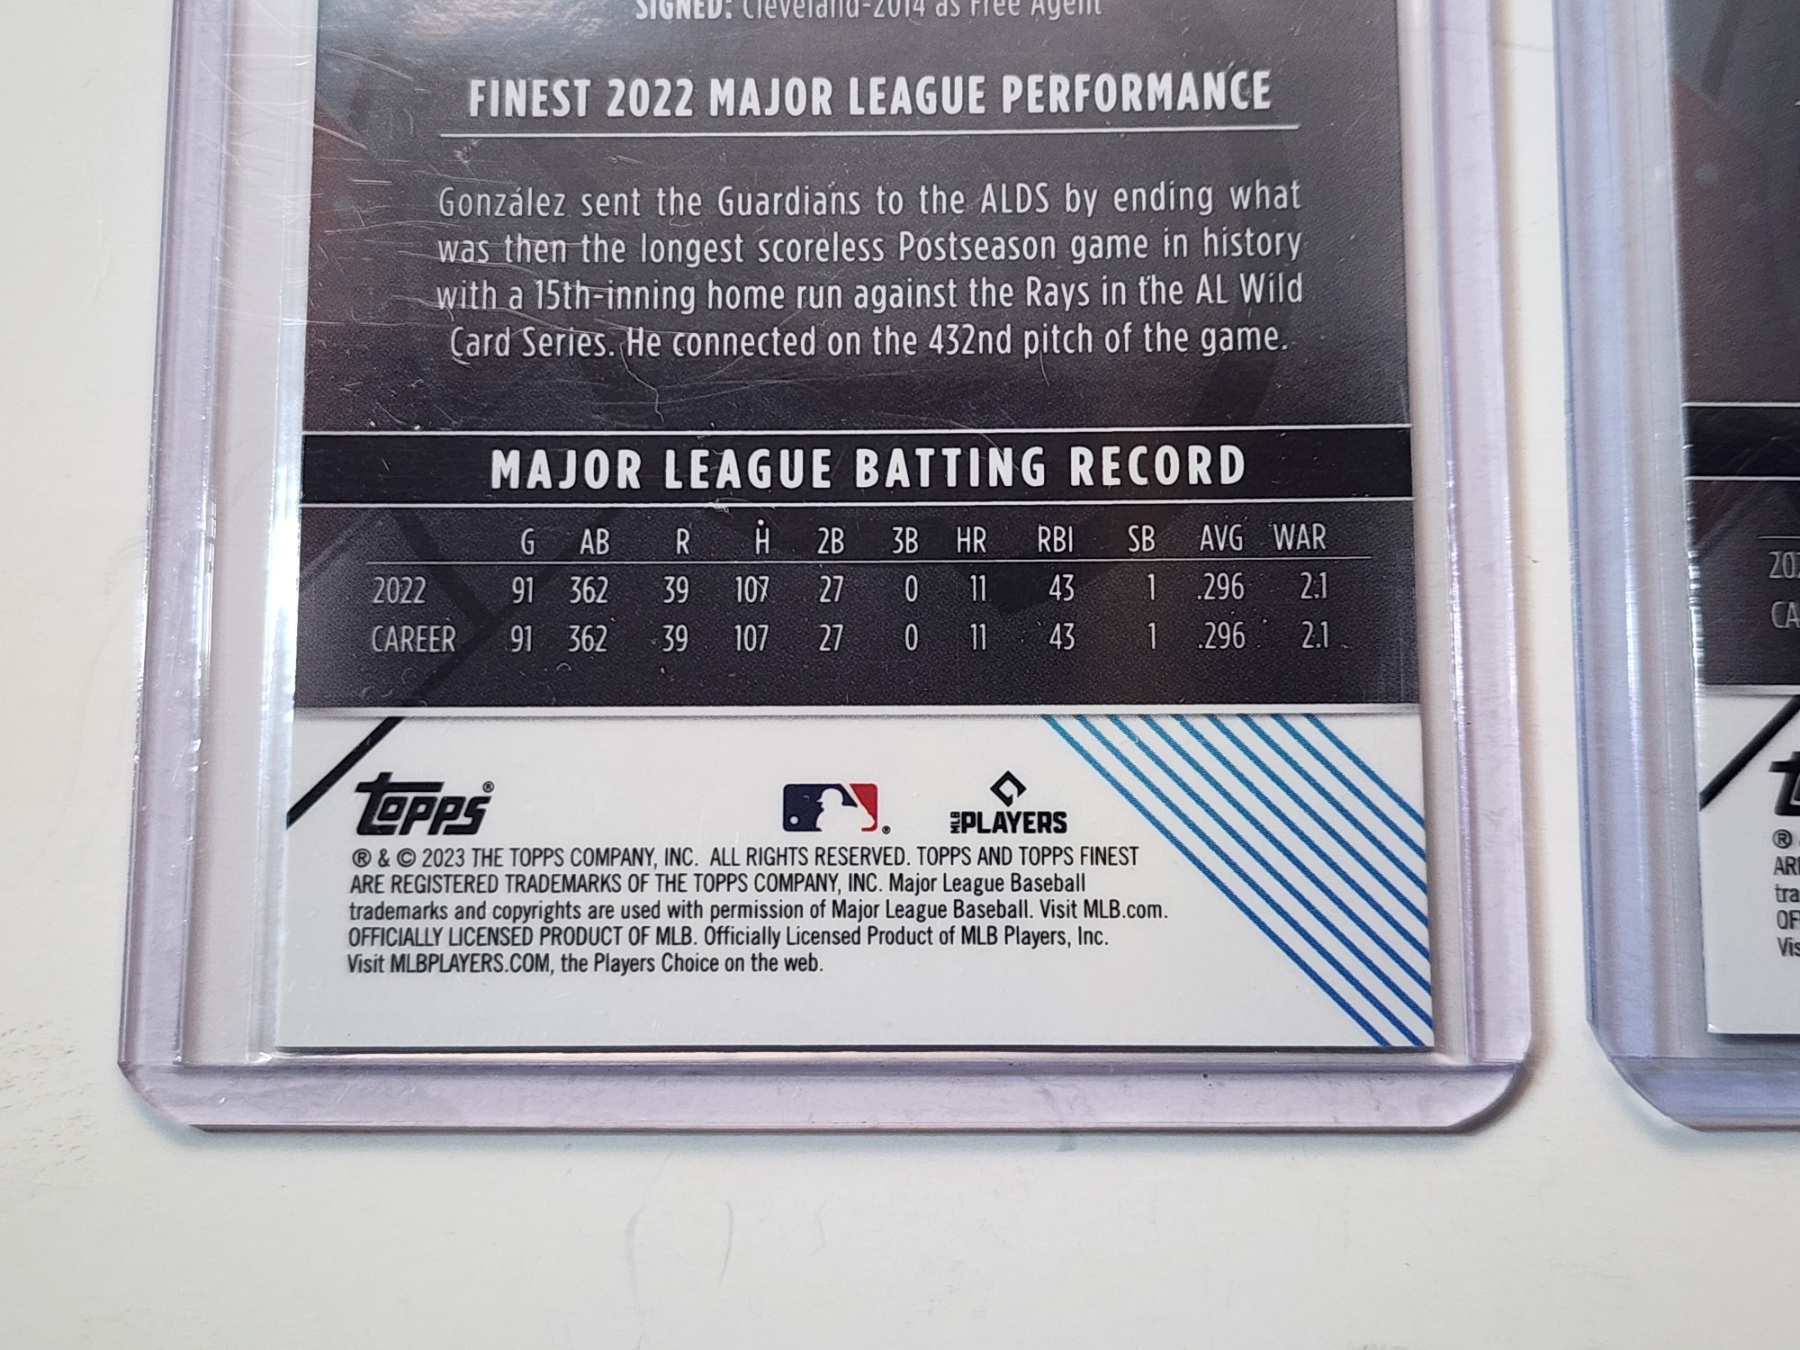 SIGNED: Cleveland-2014 as Free Agent
FINEST 2022 MAJOR LEAGUE PERFORMANCE
González sent the Guardians to the ALDS by ending what
was then the longest scoreless Postseason game in history
with a 15th-inning home run against the Rays in the AL Wild
Card Series. He connected on the 432nd pitch of the game.
MAJOR LEAGUE BATTING RECORD
G AB R H 2B 3B HR RBI SB AVG WAR
2022 91 362 39 107 27 0 11 43 1 .296 2.1
CAREER 91 362 39 107 27 0 11 43 1 .296 2.1
TOPPS® MLB PLAYERS
® & © 2023 THE TOPPS COMPANY, INC. ALL RIGHTS RESERVED. TOPPS AND TOPPS FINEST
ARE REGISTERED TRADEMARKS OF THE TOPPS COMPANY, INC. Major League Baseball
trademarks and copyrights are used with permission of Major League Baseball. Visit MLB.com.
OFFICIALLY LICENSED PRODUCT OF MLB. Officially Licensed Product of MLB Players, Inc.
Visit MLBPLAYERS.COM, the Players Choice on the web.